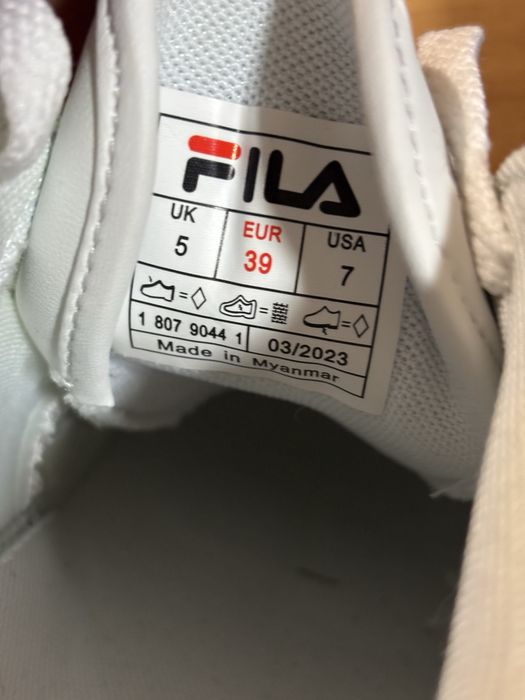 FILA
UK EUR USA
5 39 7
= = =
1 807 9044 1 03/2023
Made in Myanmar